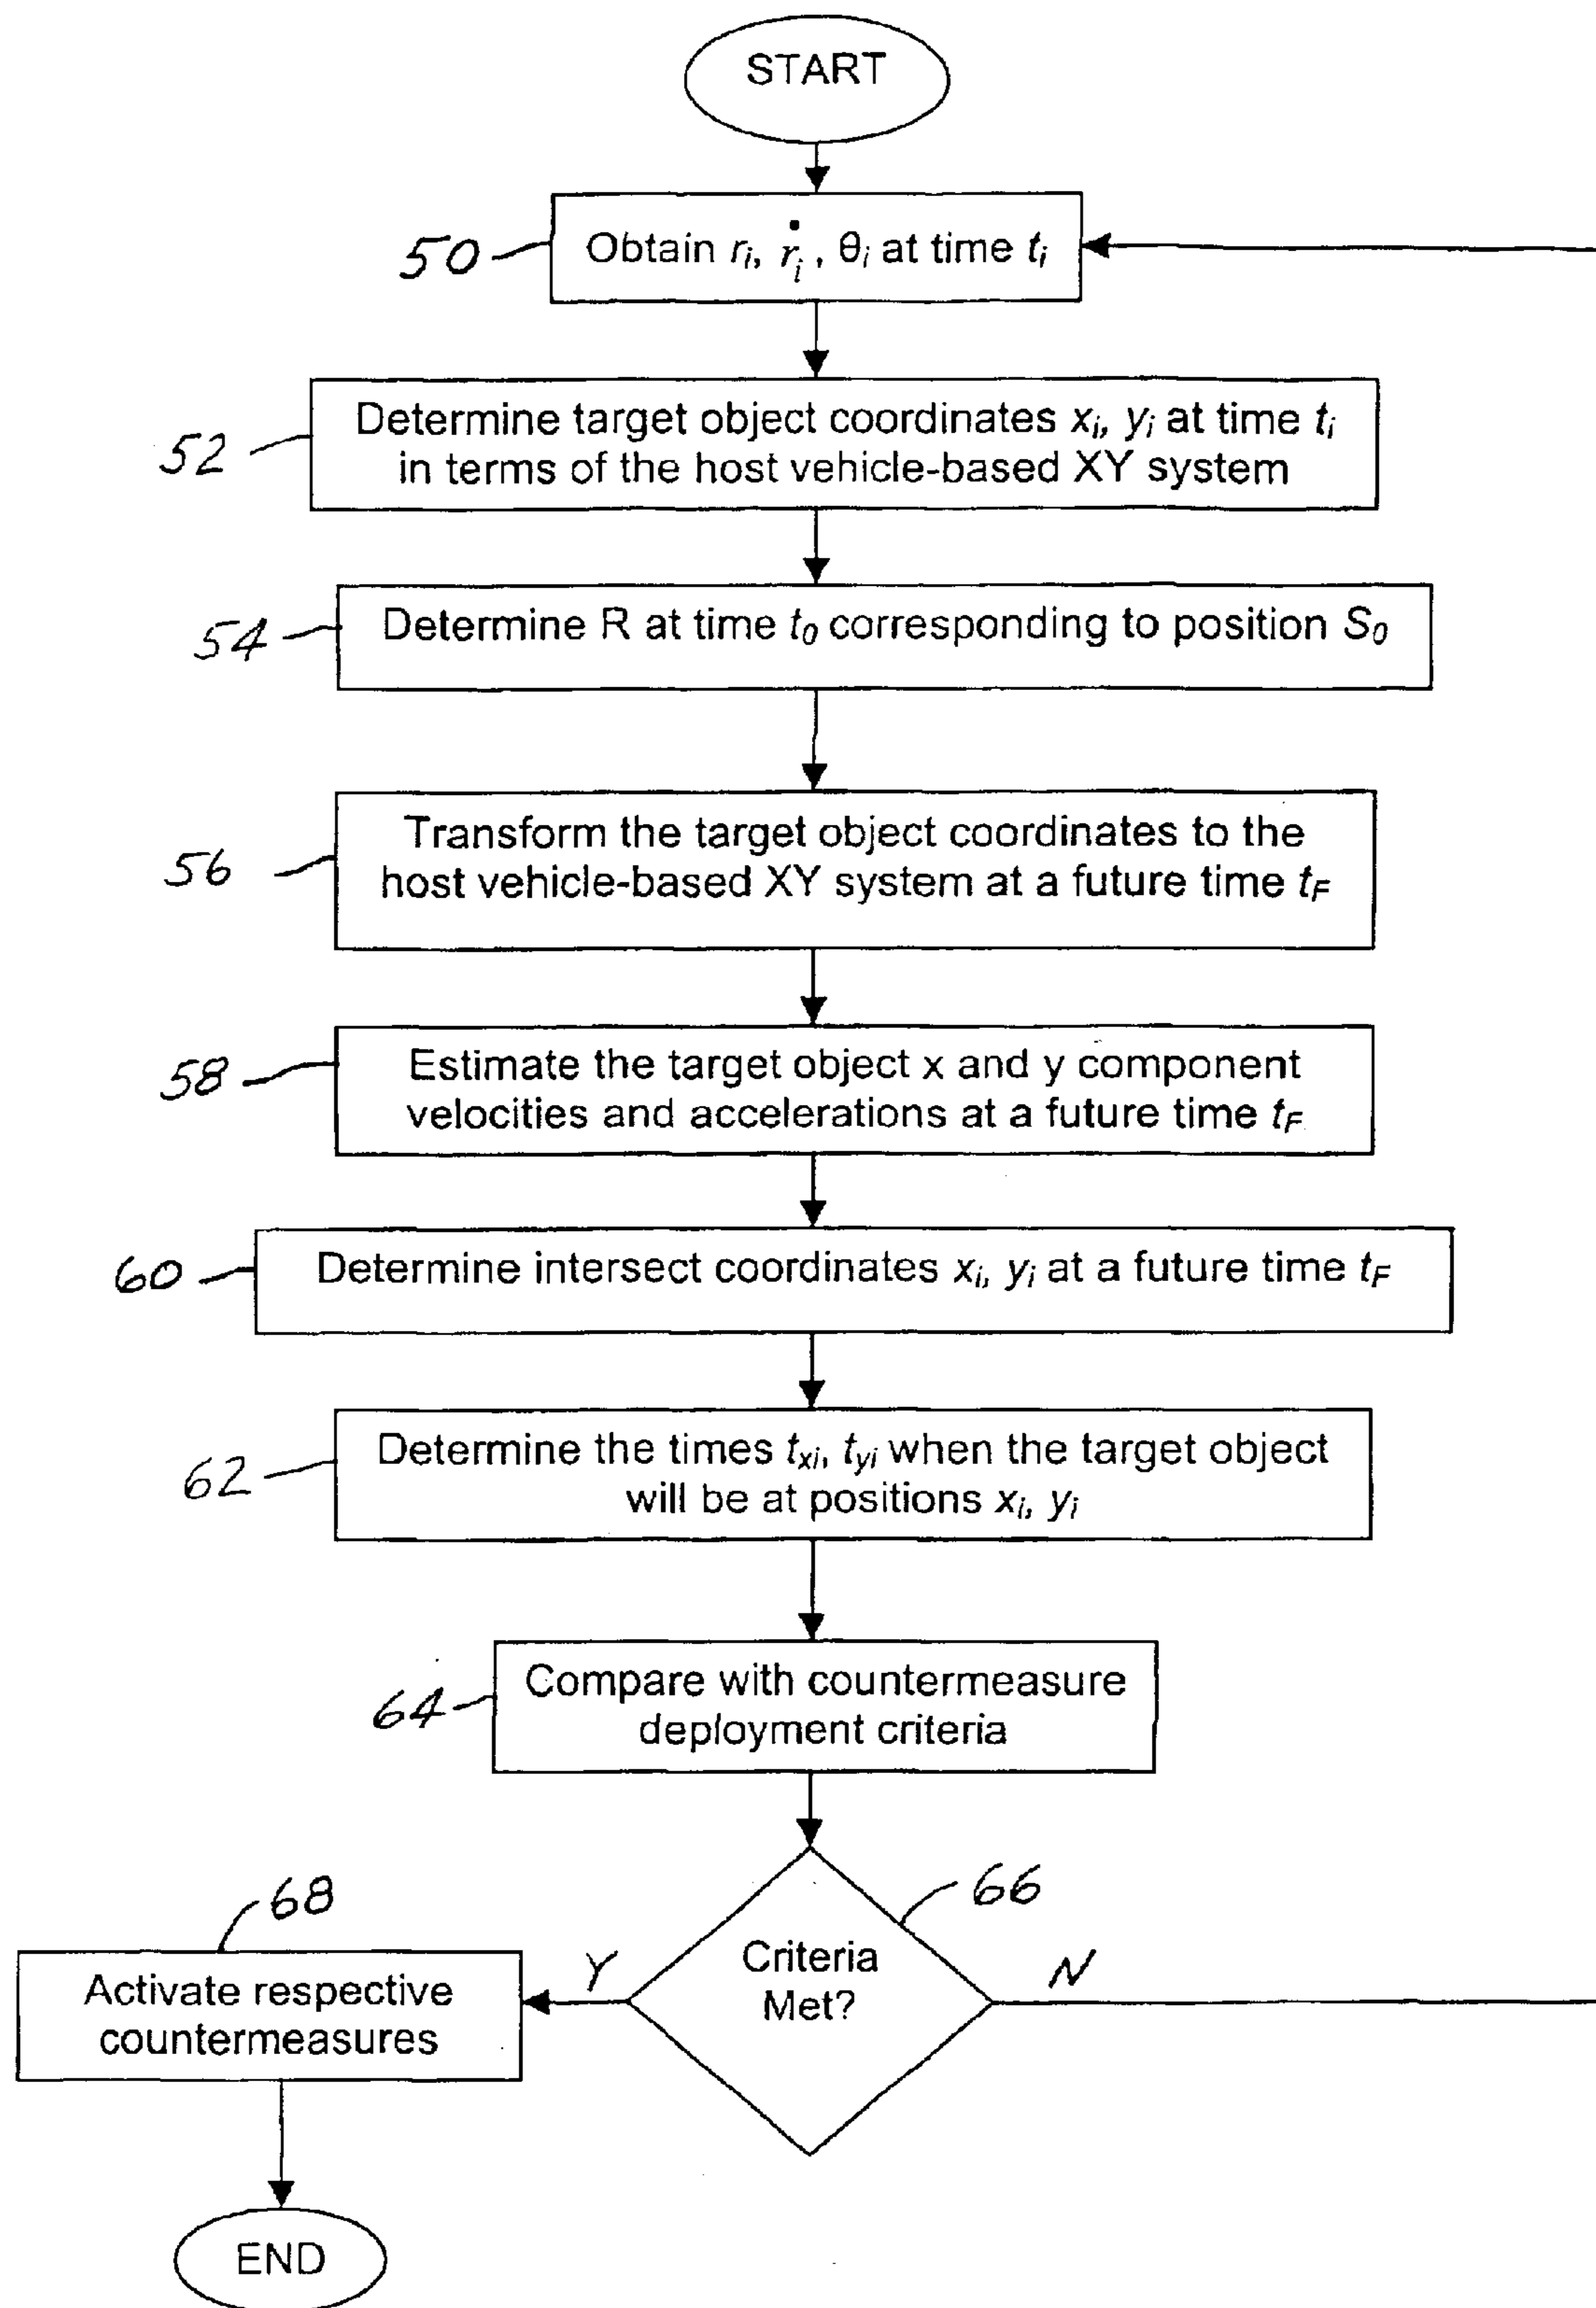 START
50
Obtain rᵢ, ṙᵢ, θᵢ at time tᵢ
52
Determine target object coordinates xᵢ, yᵢ at time tᵢ
in terms of the host vehicle-based XY system
54
Determine R at time t₀ corresponding to position S₀
56
Transform the target object coordinates to the
host vehicle-based XY system at a future time t_F
58
Estimate the target object x and y component
velocities and accelerations at a future time t_F
60
Determine intersect coordinates xᵢ, yᵢ at a future time t_F
62
Determine the times t_xi, t_yi when the target object
will be at positions xᵢ, yᵢ
64
Compare with countermeasure
deployment criteria
66
68
Criteria
Met?
Y
N
Activate respective
countermeasures
END